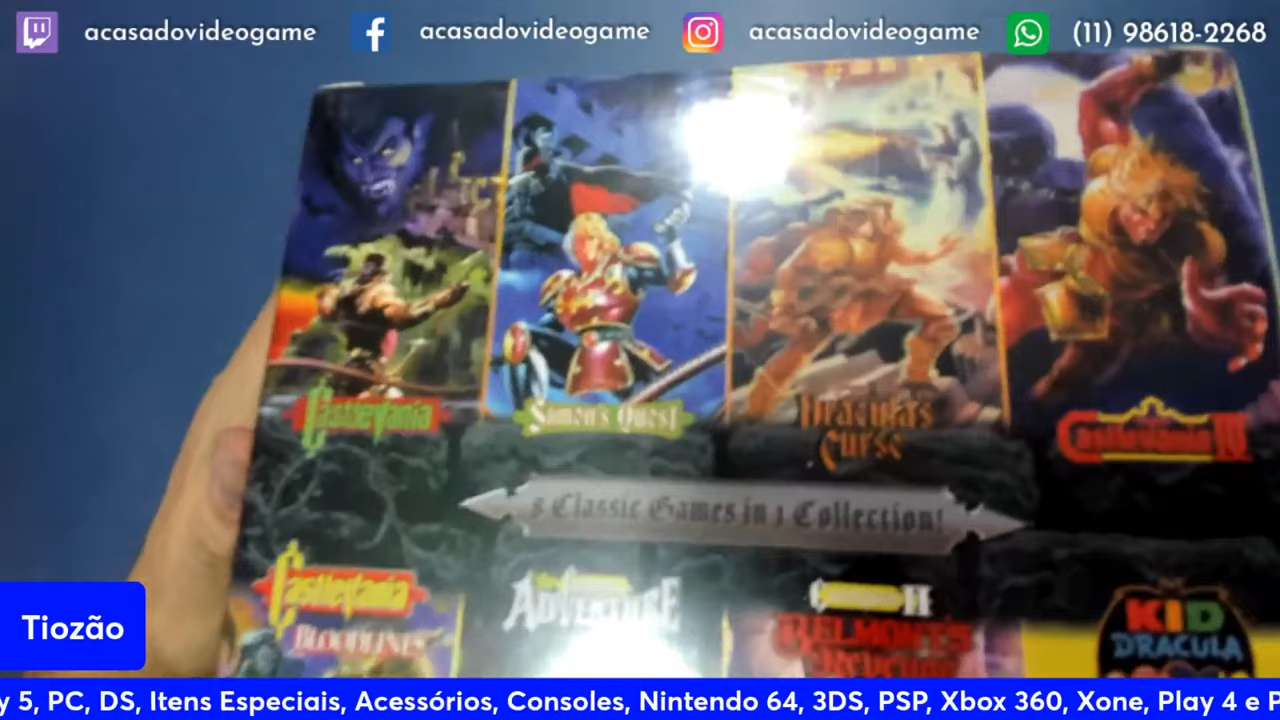 acasadovideogame
acasadovideogame
acasadovideogame
(11) 98618-2268
Castlevania
Simon's Quest
Dracula's
Curse
Castlevania IV
8 Classic Games in 1 Collection!
Castlevania
BLOODLINES
ADVENTURE
II
BELMONT'S
REVENGE
KID
DRACULA
Tiozão
y 5, PC, DS, Itens Especiais, Acessórios, Consoles, Nintendo 64, 3DS, PSP, Xbox 360, Xone, Play 4 e P